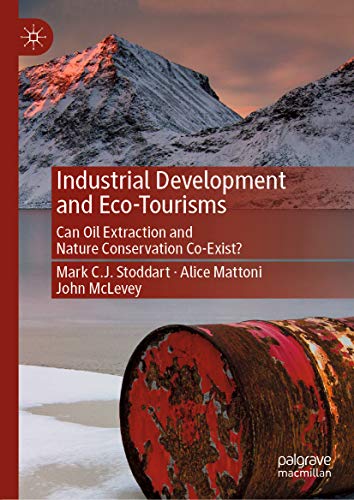 Industrial Development
and Eco-Tourisms
Can Oil Extraction and
Nature Conservation Co-Exist?
Mark C.J. Stoddart · Alice Mattoni
John McLevey
palgrave
macmillan